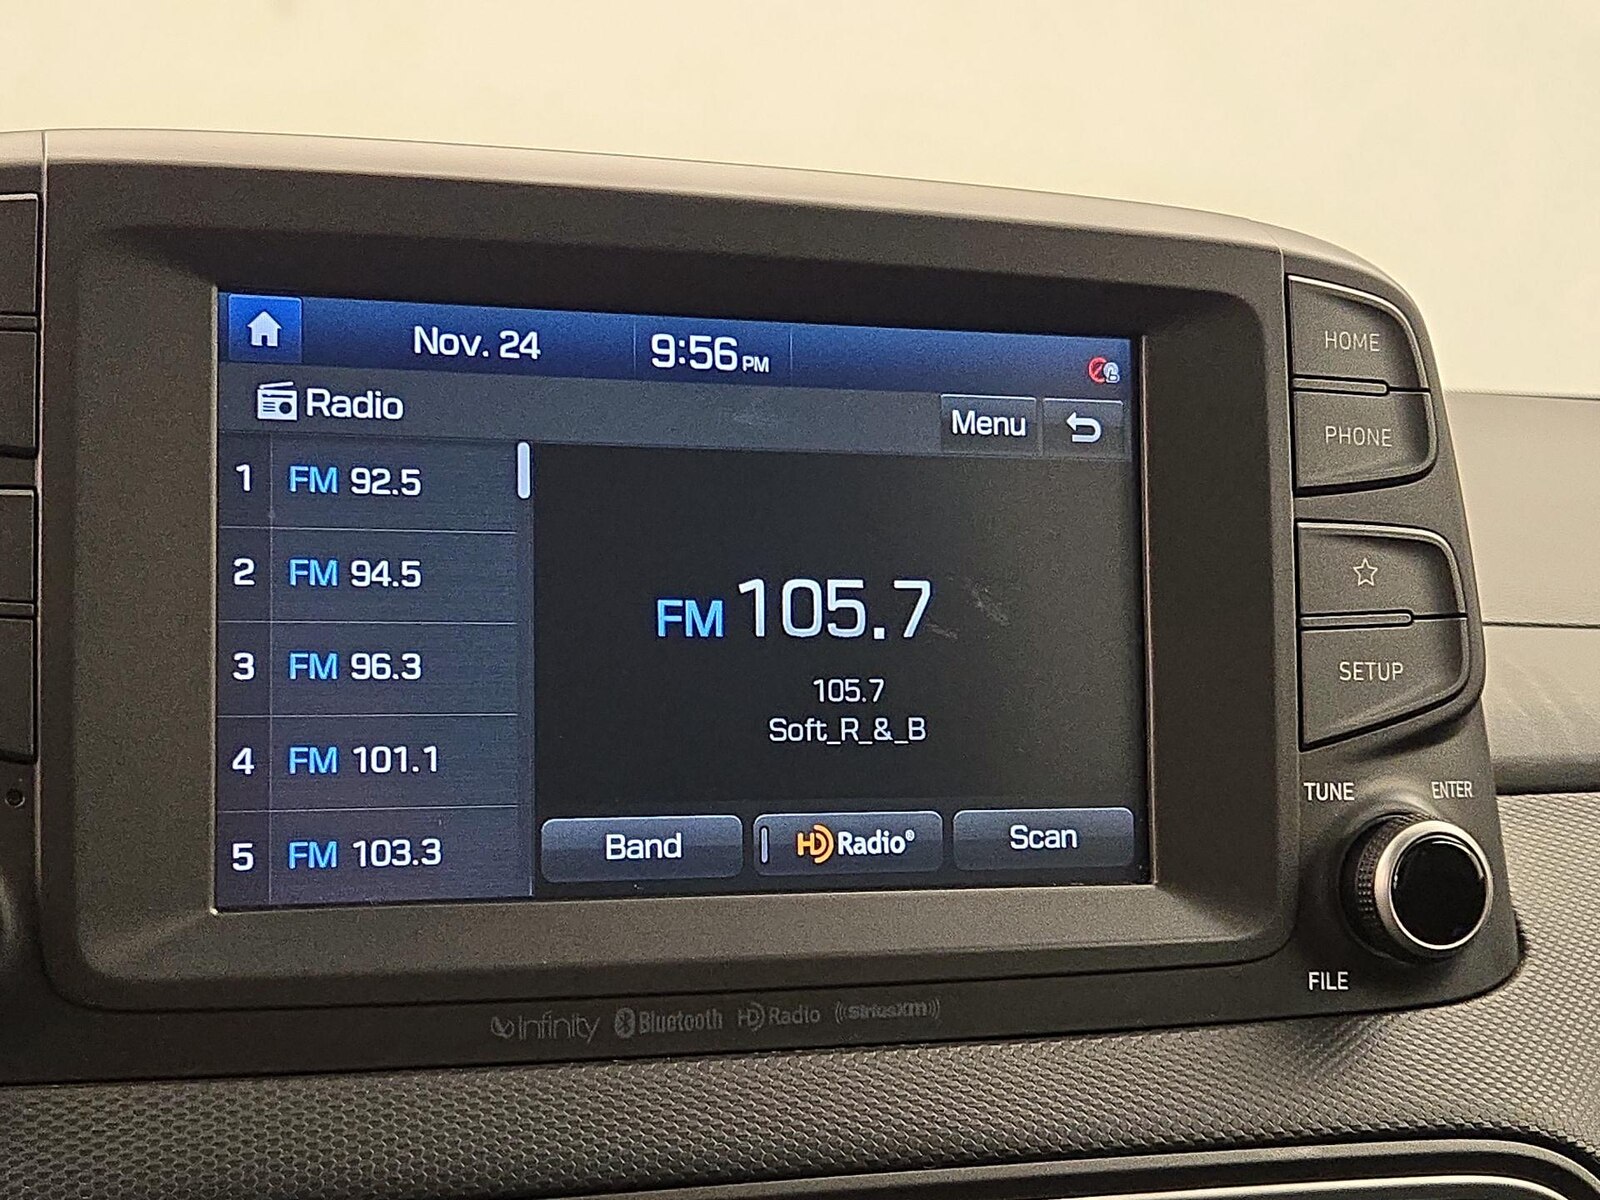 Nov. 24
9:56 PM
Radio
Menu
1 FM 92.5
2 FM 94.5
3 FM 96.3
4 FM 101.1
5 FM 103.3
FM 105.7
105.7
Soft_R_&_B
Band
HD Radio®
Scan
HOME
PHONE
SETUP
TUNE
ENTER
FILE
Infinity Bluetooth HD Radio ((SiriusXM))